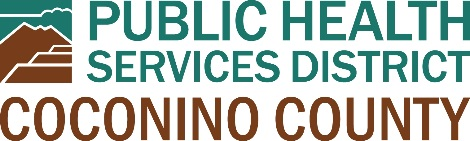 PUBLIC HEALTH
SERVICES DISTRICT
COCONINO COUNTY